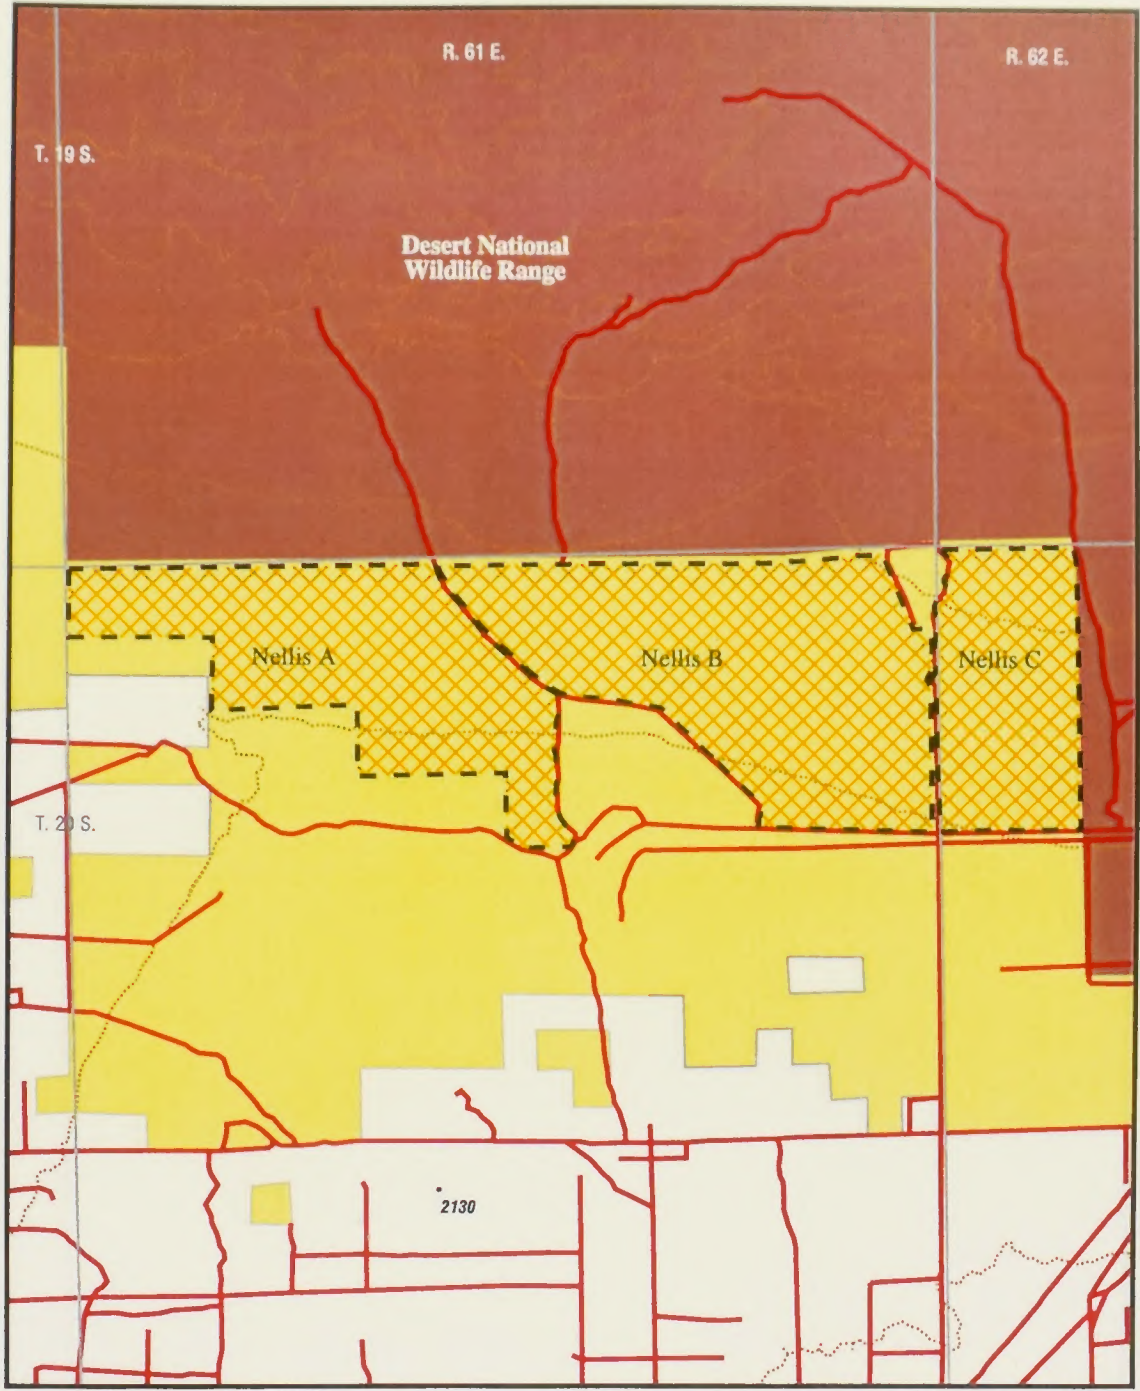 R. 61 E.
R. 62 E.
T. 19 S.
Desert National
Wildlife Range
Nellis A
Nellis B
Nellis C
T. 20 S.
2130